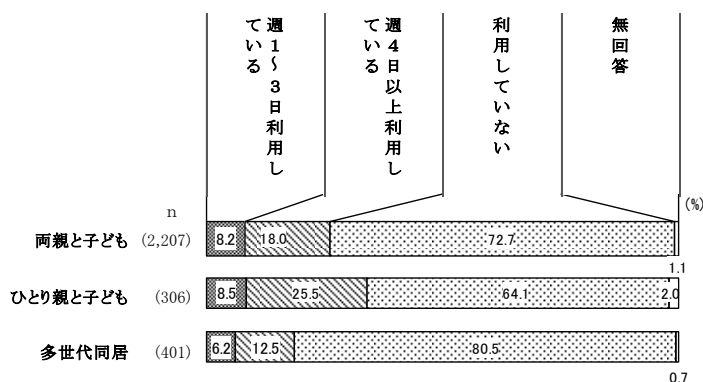 週１～３日利用し
ている
週４日以上利用し
ている
利用していない
無回答
(%)
n
両親と子ども (2,207) 8.2 18.0 72.7 1.1
ひとり親と子ども (306) 8.5 25.5 64.1 2.0
多世代同居 (401) 6.2 12.5 80.5 0.7